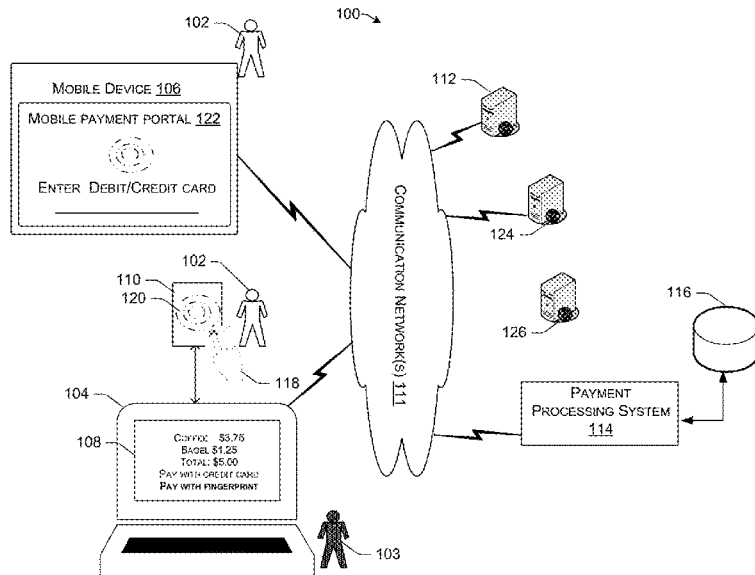 102
100
MOBILE DEVICE 106
MOBILE PAYMENT PORTAL 122
ENTER DEBIT/CREDIT CARD
112
124
126
COMMUNICATION NETWORK(S) 111
110
120
102
118
116
PAYMENT
PROCESSING SYSTEM
114
104
108
COFFEE $3.75
BAGEL $1.25
TOTAL: $5.00
PAY WITH CREDIT CARD
PAY WITH FINGERPRINT
103